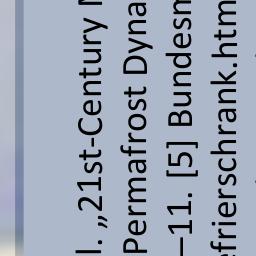 l. „21st-Century
Permafrost Dyna
–11. [5] Bundesm
efrierschrank.htm